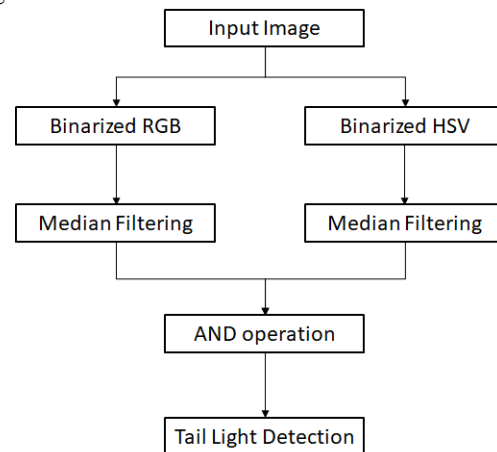 Input Image
Binarized RGB
Binarized HSV
Median Filtering
Median Filtering
AND operation
Tail Light Detection